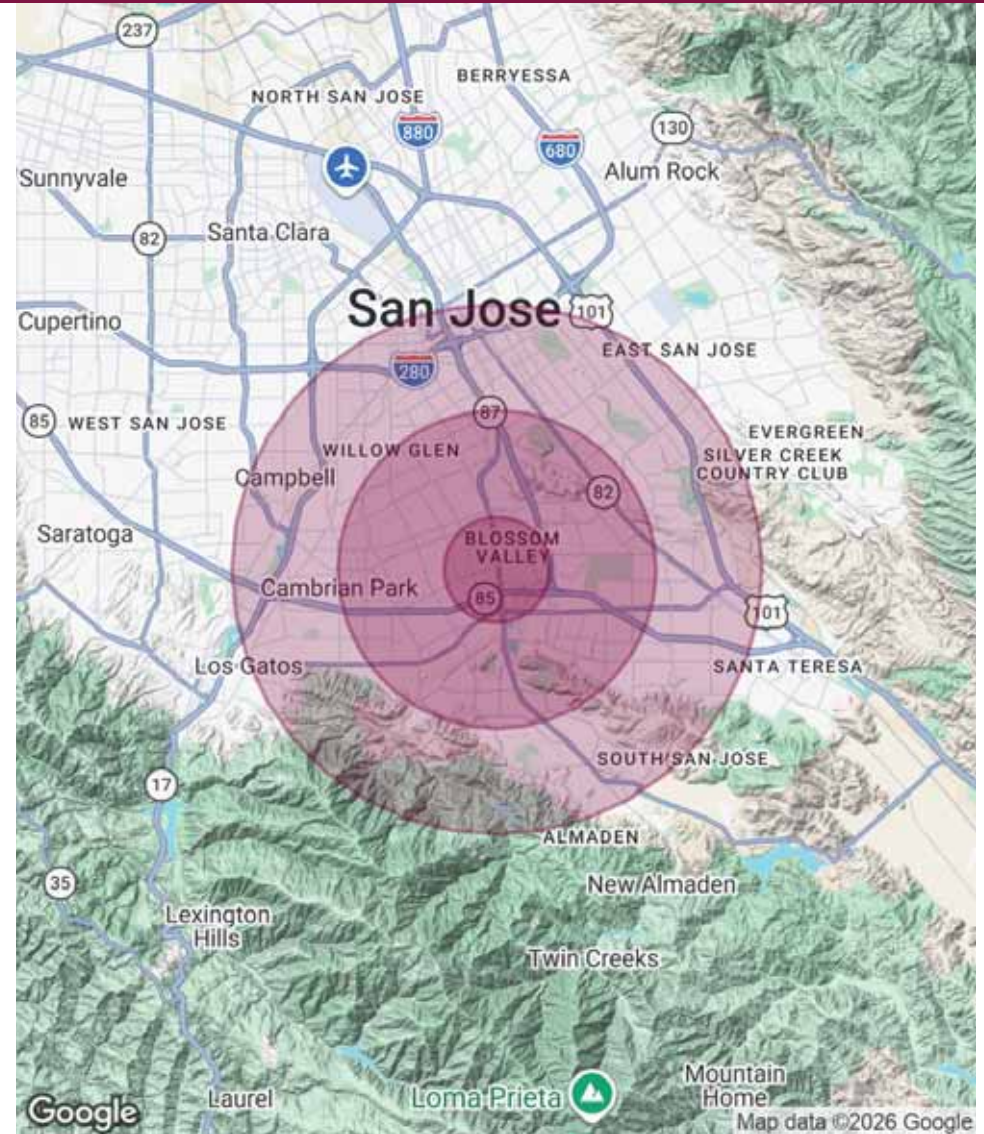 237
BERRYESSA
NORTH SAN JOSE
880
130
680
Sunnyvale
Alum Rock
82
Santa Clara
San Jose
101
Cupertino
EAST SAN JOSE
280
85
WEST SAN JOSE
87
EVERGREEN
WILLOW GLEN
SILVER CREEK
COUNTRY CLUB
Campbell
82
Saratoga
BLOSSOM
VALLEY
Cambrian Park
85
101
Los Gatos
SANTA TERESA
SOUTH SAN JOSE
17
ALMADEN
35
New Almaden
Lexington
Hills
Twin Creeks
Mountain
Home
Laurel
Loma Prieta
Google
Map data ©2026 Google